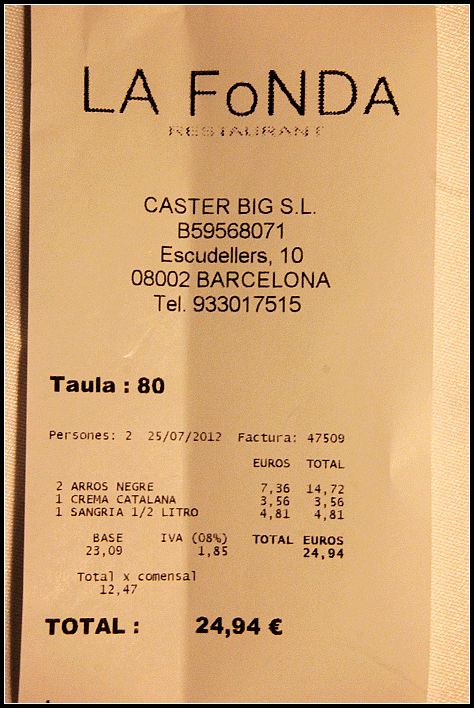 LA FoNDA
RESTAURANT
CASTER BIG S.L.
B59568071
Escudellers, 10
08002 BARCELONA
Tel. 933017515
Taula : 80
Persones: 2 25/07/2012 Factura: 47509
EUROS TOTAL
2 ARROS NEGRE 7,36 14,72
1 CREMA CATALANA 3,56 3,56
1 SANGRIA 1/2 LITRO 4,81 4,81
BASE IVA (08%) TOTAL EUROS
23,09 1,85 24,94
Total x comensal
12,47
TOTAL : 24,94 €